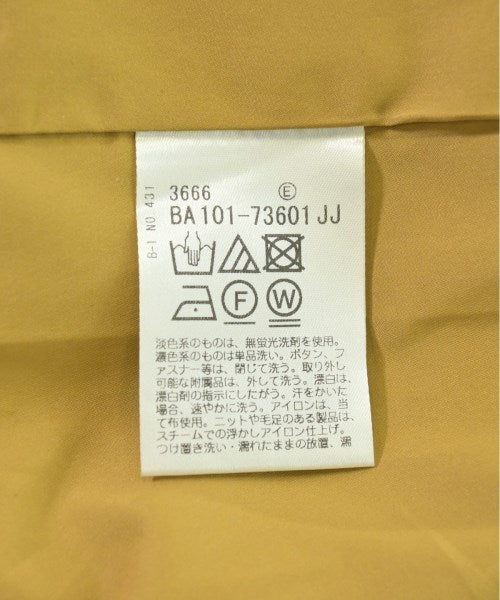 B-1 NO 431
3666 Ⓔ
BA101-73601JJ
F W
淡色系のものは、無蛍光洗剤を使用。
濃色系のものは単品洗い。ボタン、フ
ァスナー等は、閉じて洗う。取り外し
可能な附属品は、外して洗う。漂白は、
漂白剤の指示にしたがう。汗をかいた
場合、速やかに洗う。アイロンは、当
て布使用。ニットや毛足のある製品は、
スチームでの浮かしアイロン仕上げ。
つけ置き洗い・濡れたままの放置、濡